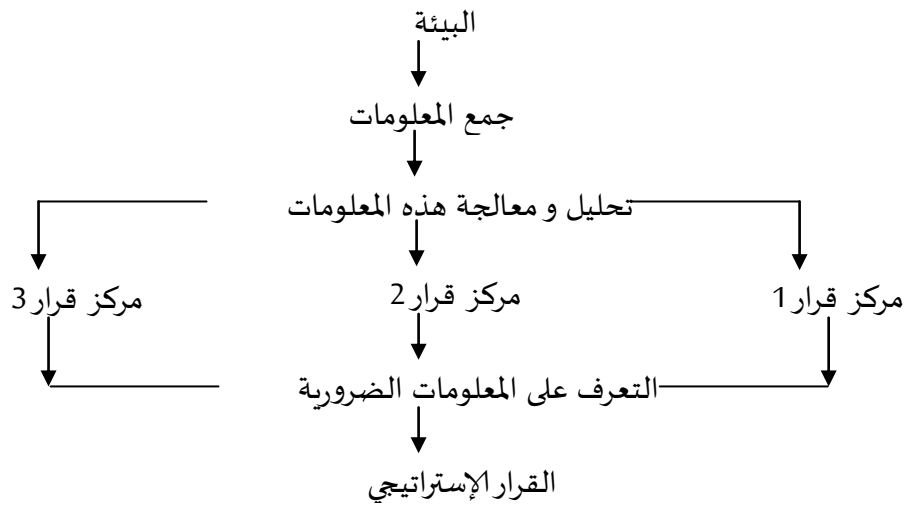 البيئة
جمع المعلومات
تحليل و معالجة هذه المعلومات
مركز قرار 1
مركز قرار 2
مركز قرار 3
التعرف على المعلومات الضرورية
القرار الإستراتيجي